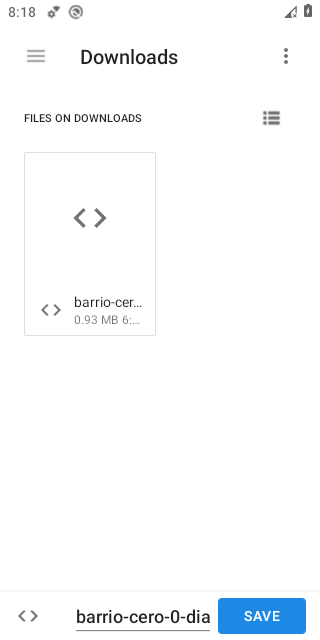 8:18
Downloads
FILES ON DOWNLOADS
barrio-cer…
0.93 MB 6:…
barrio-cero-0-dia
SAVE